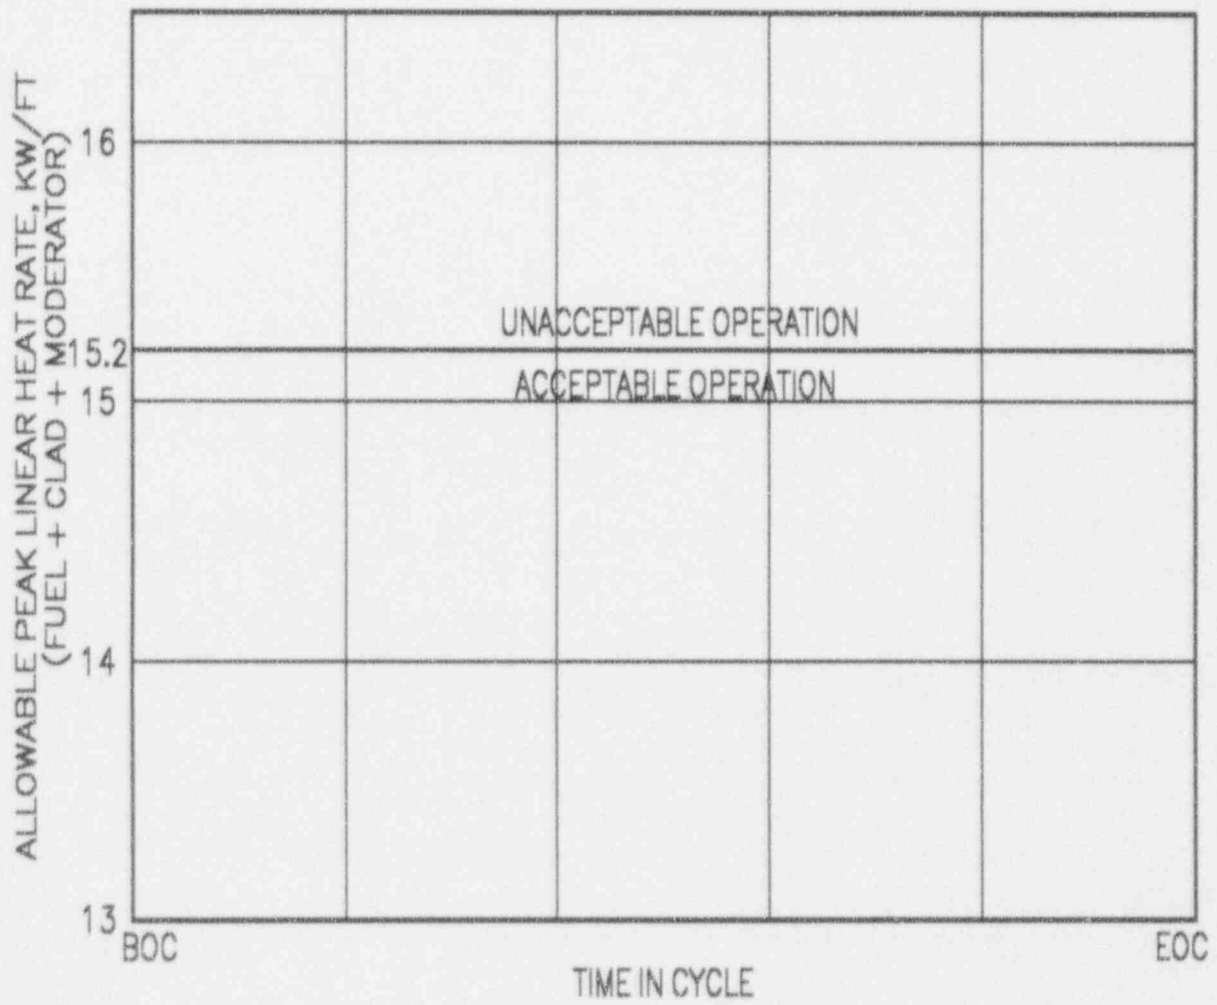 ALLOWABLE PEAK LINEAR HEAT RATE, KW/FT
(FUEL + CLAD + MODERATOR)
16
UNACCEPTABLE OPERATION
15.2
ACCEPTABLE OPERATION
15
14
13
BOC
EOC
TIME IN CYCLE